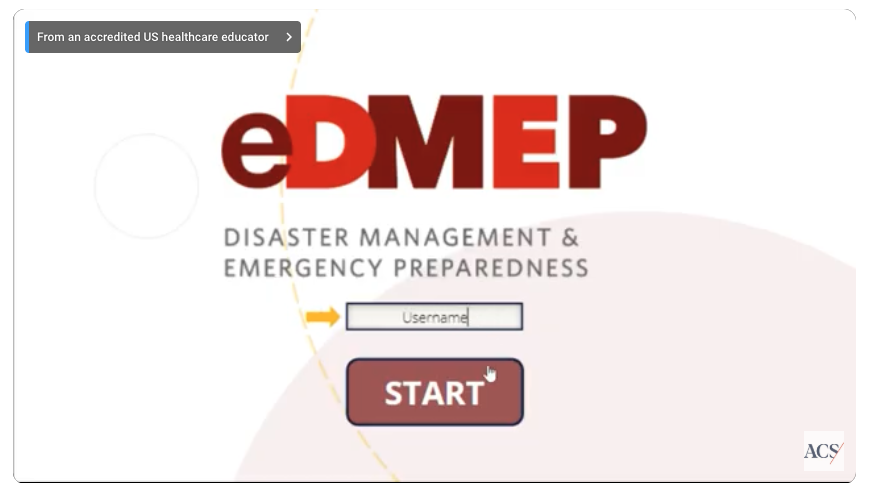 From an accredited US healthcare educator
eDMEP
DISASTER MANAGEMENT &
EMERGENCY PREPAREDNESS
Username
START
ACS